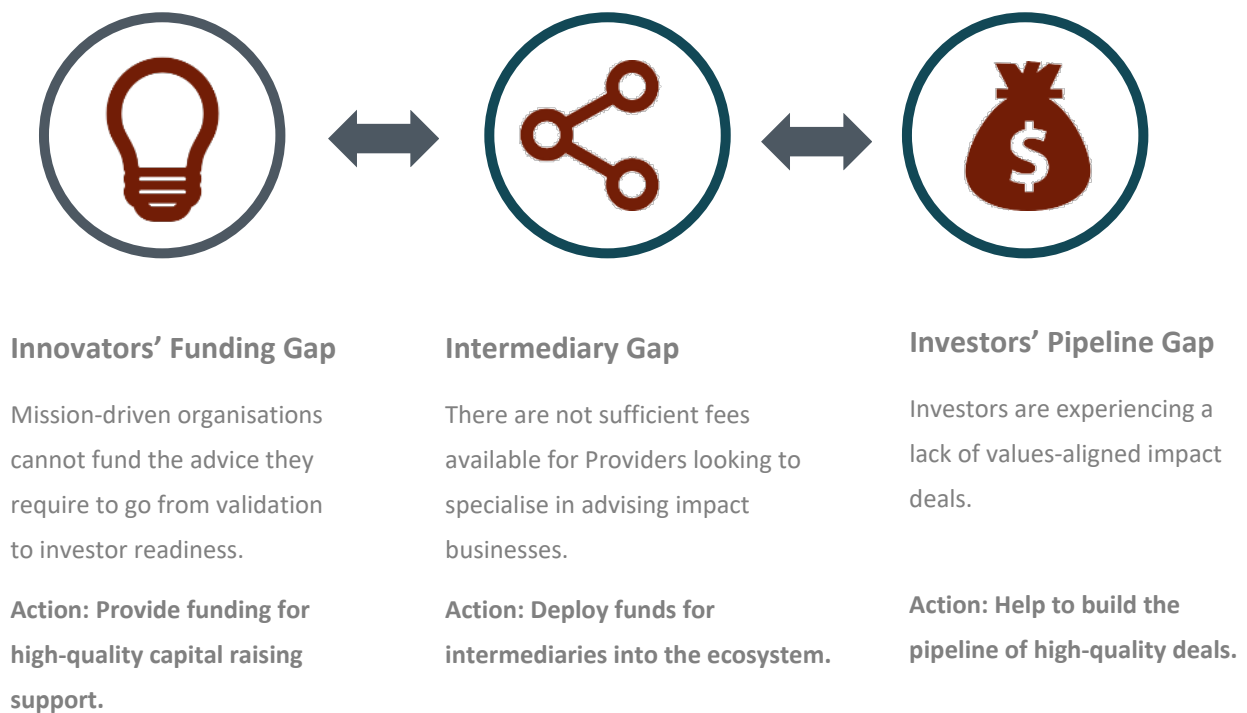 $
Innovators’ Funding Gap
Mission-driven organisations
cannot fund the advice they
require to go from validation
to investor readiness.
Action: Provide funding for
high-quality capital raising
support.
Intermediary Gap
There are not sufficient fees
available for Providers looking to
specialise in advising impact
businesses.
Action: Deploy funds for
intermediaries into the ecosystem.
Investors’ Pipeline Gap
Investors are experiencing a
lack of values-aligned impact
deals.
Action: Help to build the
pipeline of high-quality deals.